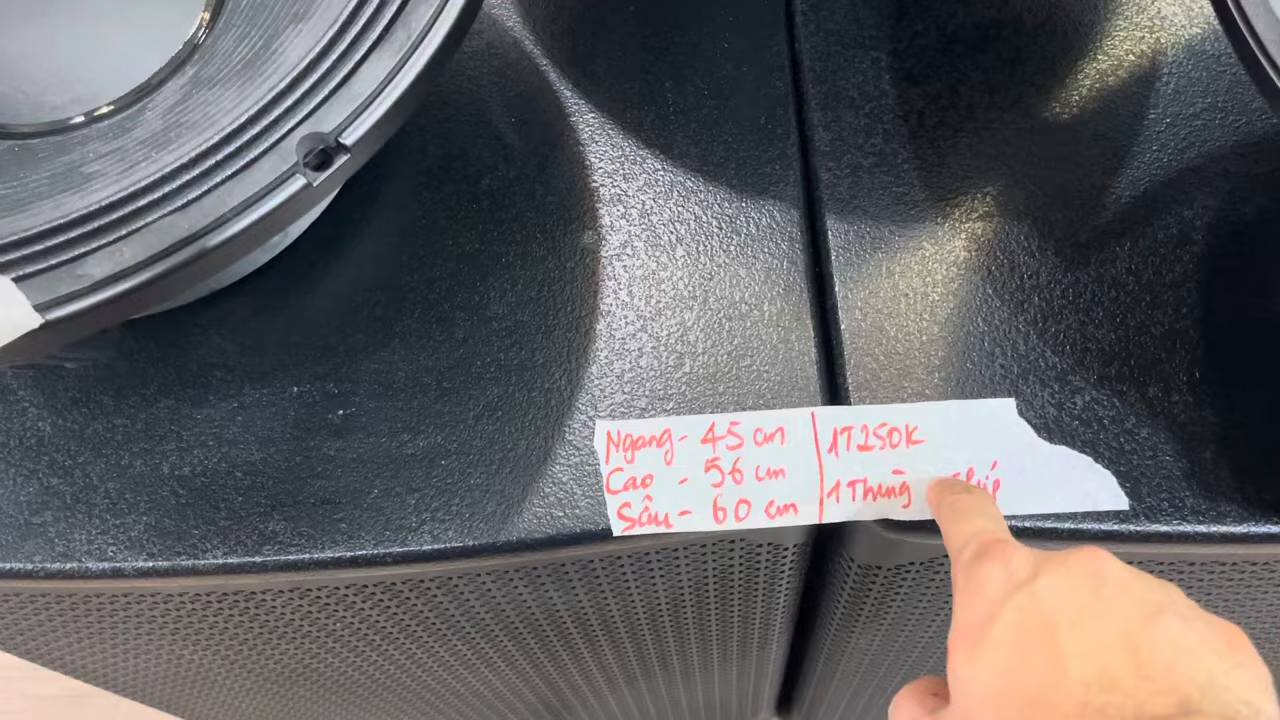 Ngang - 45 cm
Cao - 56 cm
Sâu - 60 cm
1T250K
1 Thùng